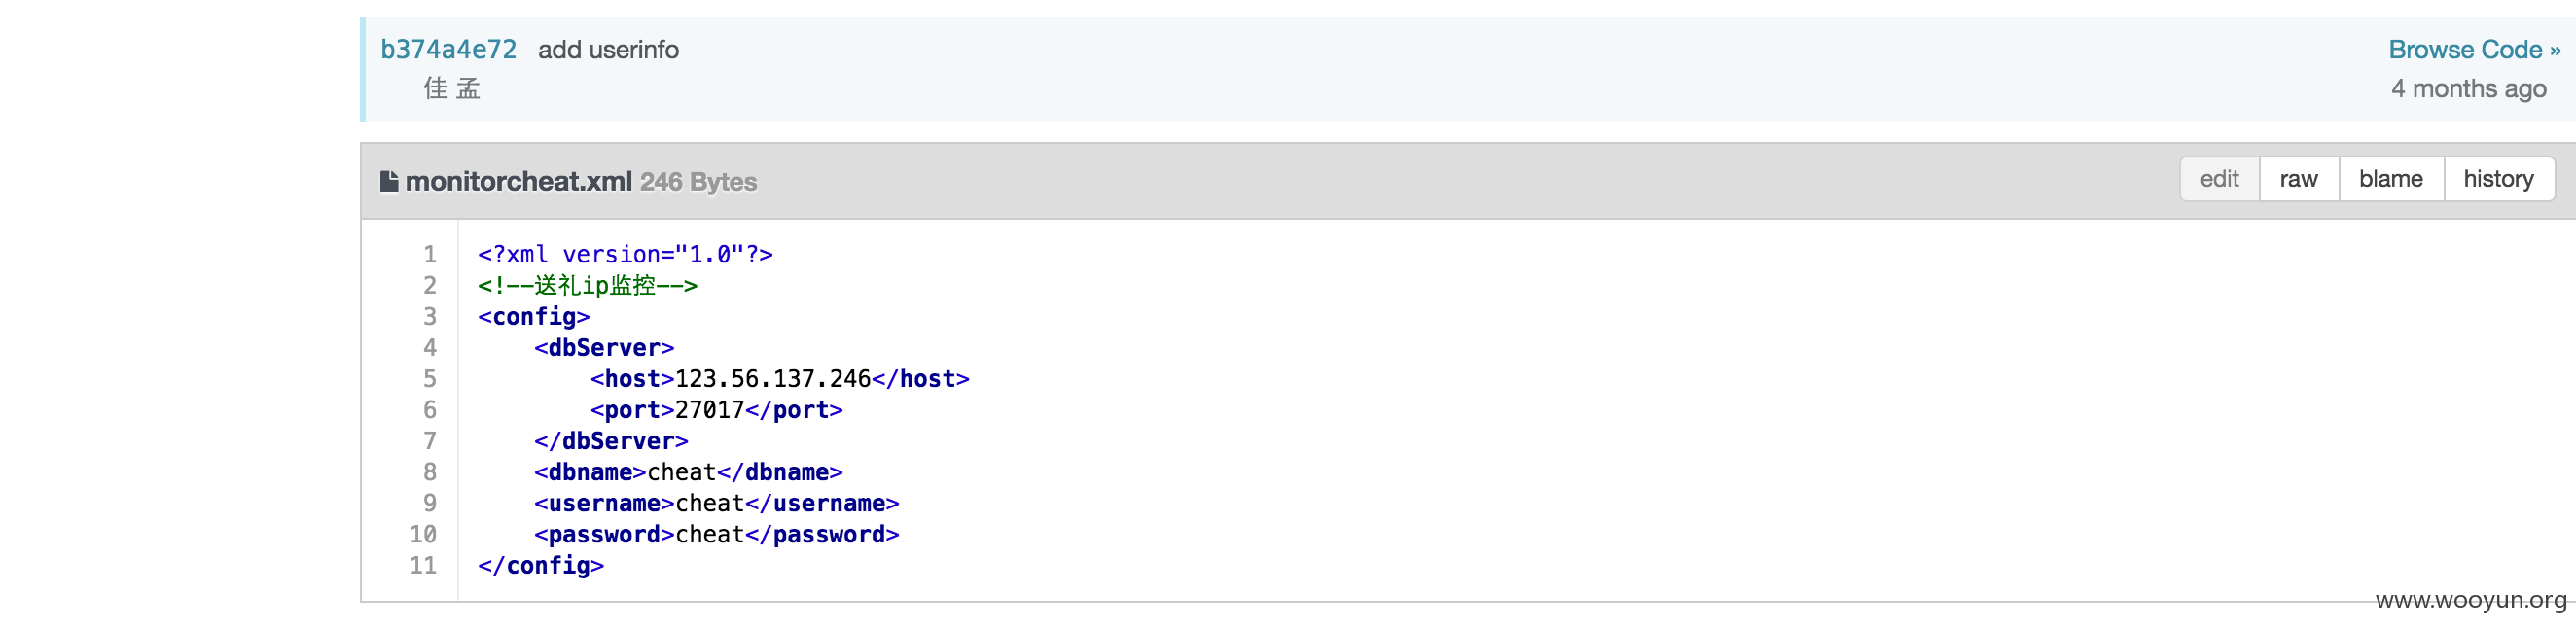 b374a4e72 add userinfo Browse Code »
佳 孟 4 months ago
monitorcheat.xml 246 Bytes edit raw blame history
1 <?xml version="1.0"?>
2 <!--送礼ip监控-->
3 <config>
4     <dbServer>
5         <host>123.56.137.246</host>
6         <port>27017</port>
7     </dbServer>
8     <dbname>cheat</dbname>
9     <username>cheat</username>
10     <password>cheat</password>
11 </config>
www.wooyun.org